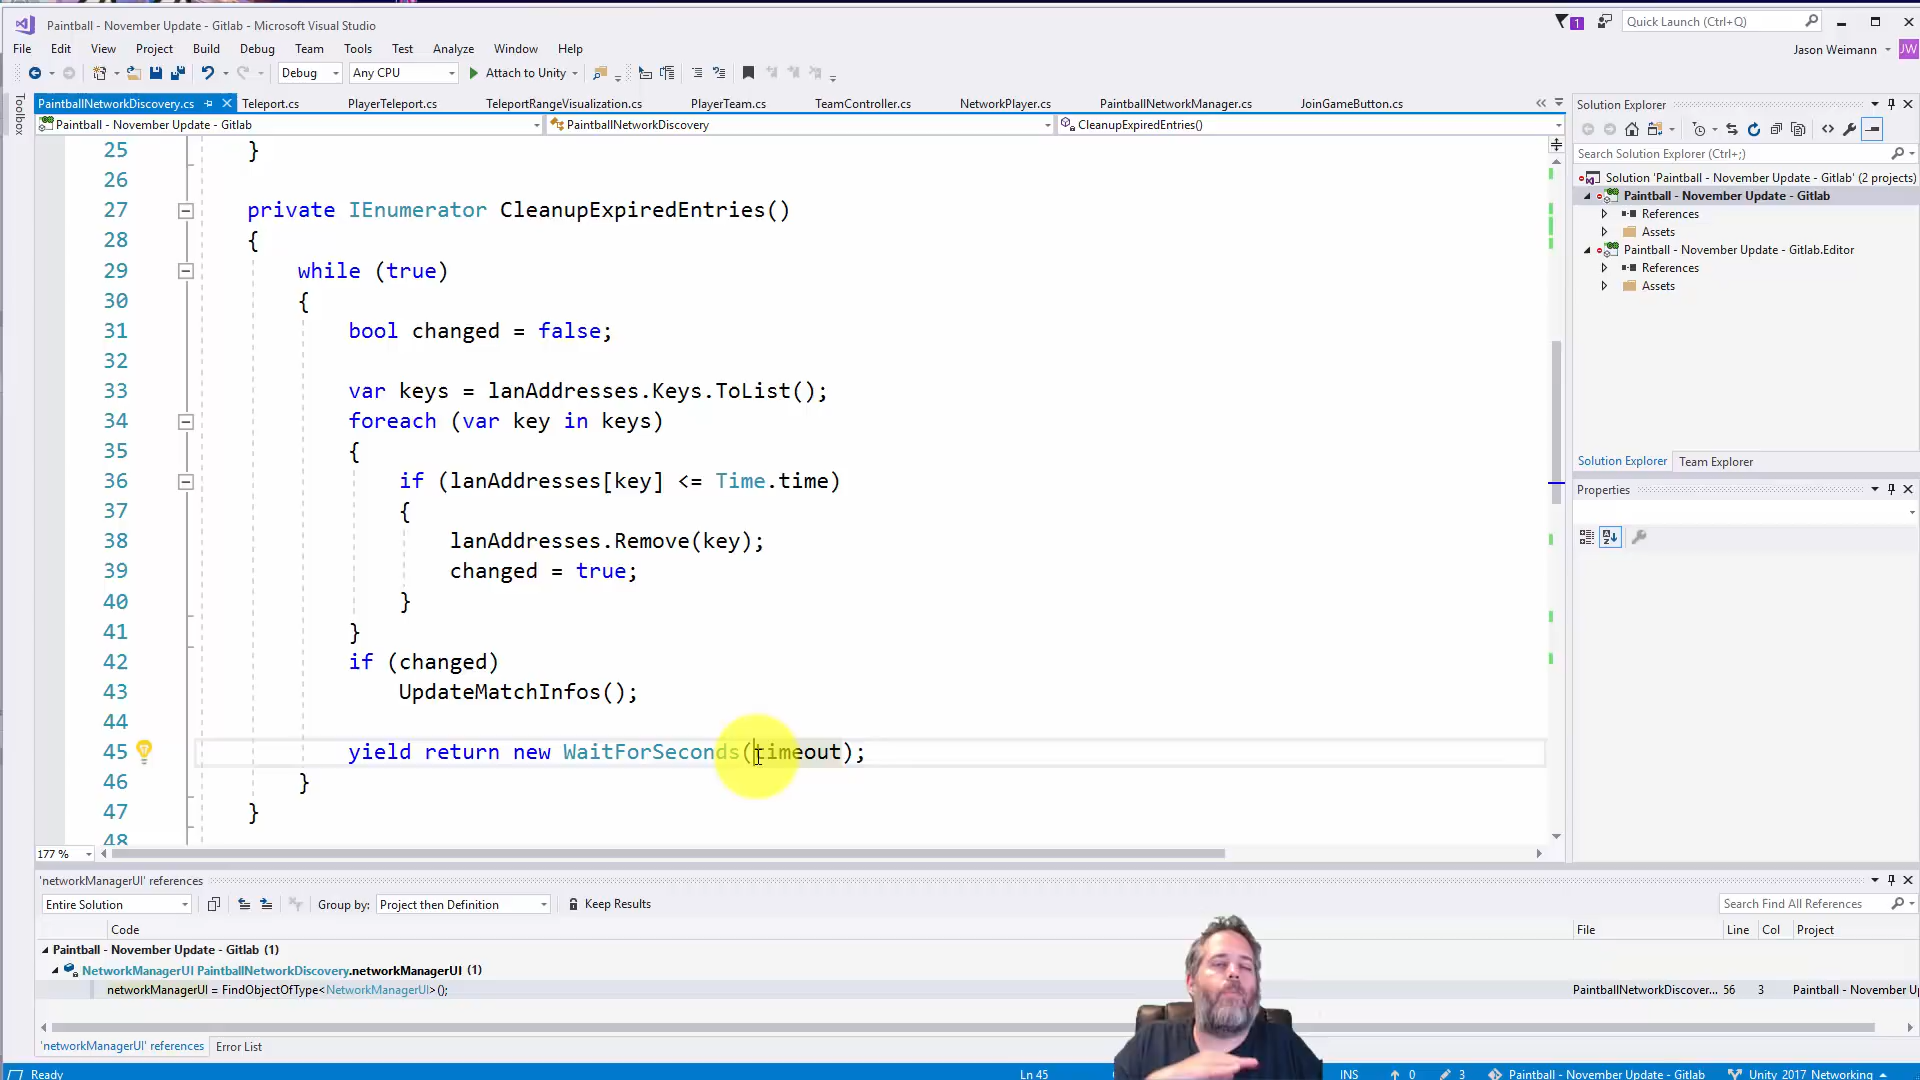 Paintball - November Update - Gitlab - Microsoft Visual Studio
1
Quick Launch (Ctrl+Q)
File Edit View Project Build Debug Team Tools Test Analyze Window Help
Jason Weimann JW
Debug Any CPU Attach to Unity
Toolbox
PaintballNetworkDiscovery.cs Teleport.cs PlayerTeleport.cs TeleportRangeVisualization.cs PlayerTeam.cs TeamController.cs NetworkPlayer.cs PaintballNetworkManager.cs JoinGameButton.cs
Paintball - November Update - Gitlab PaintballNetworkDiscovery CleanupExpiredEntries()
25 }
26
27 private IEnumerator CleanupExpiredEntries()
28 {
29 while (true)
30 {
31 bool changed = false;
32
33 var keys = lanAddresses.Keys.ToList();
34 foreach (var key in keys)
35 {
36 if (lanAddresses[key] <= Time.time)
37 {
38 lanAddresses.Remove(key);
39 changed = true;
40 }
41 }
42 if (changed)
43 UpdateMatchInfos();
44
45 yield return new WaitForSeconds(timeout);
46 }
47 }
48
177 %
Solution Explorer
Search Solution Explorer (Ctrl+;)
Solution 'Paintball - November Update - Gitlab' (2 projects)
Paintball - November Update - Gitlab
References
Assets
Paintball - November Update - Gitlab.Editor
References
Assets
Solution Explorer Team Explorer
Properties
'networkManagerUI' references
Entire Solution Group by: Project then Definition Keep Results
Search Find All References
Code File Line Col Project
Paintball - November Update - Gitlab (1)
NetworkManagerUI PaintballNetworkDiscovery.networkManagerUI (1)
networkManagerUI = FindObjectOfType<NetworkManagerUI>(); PaintballNetworkDiscover... 56 3 Paintball - November Up
'networkManagerUI' references Error List
Ready Ln 45 INS 0 3 Paintball - November Update - Gitlab Unity 2017 Networking